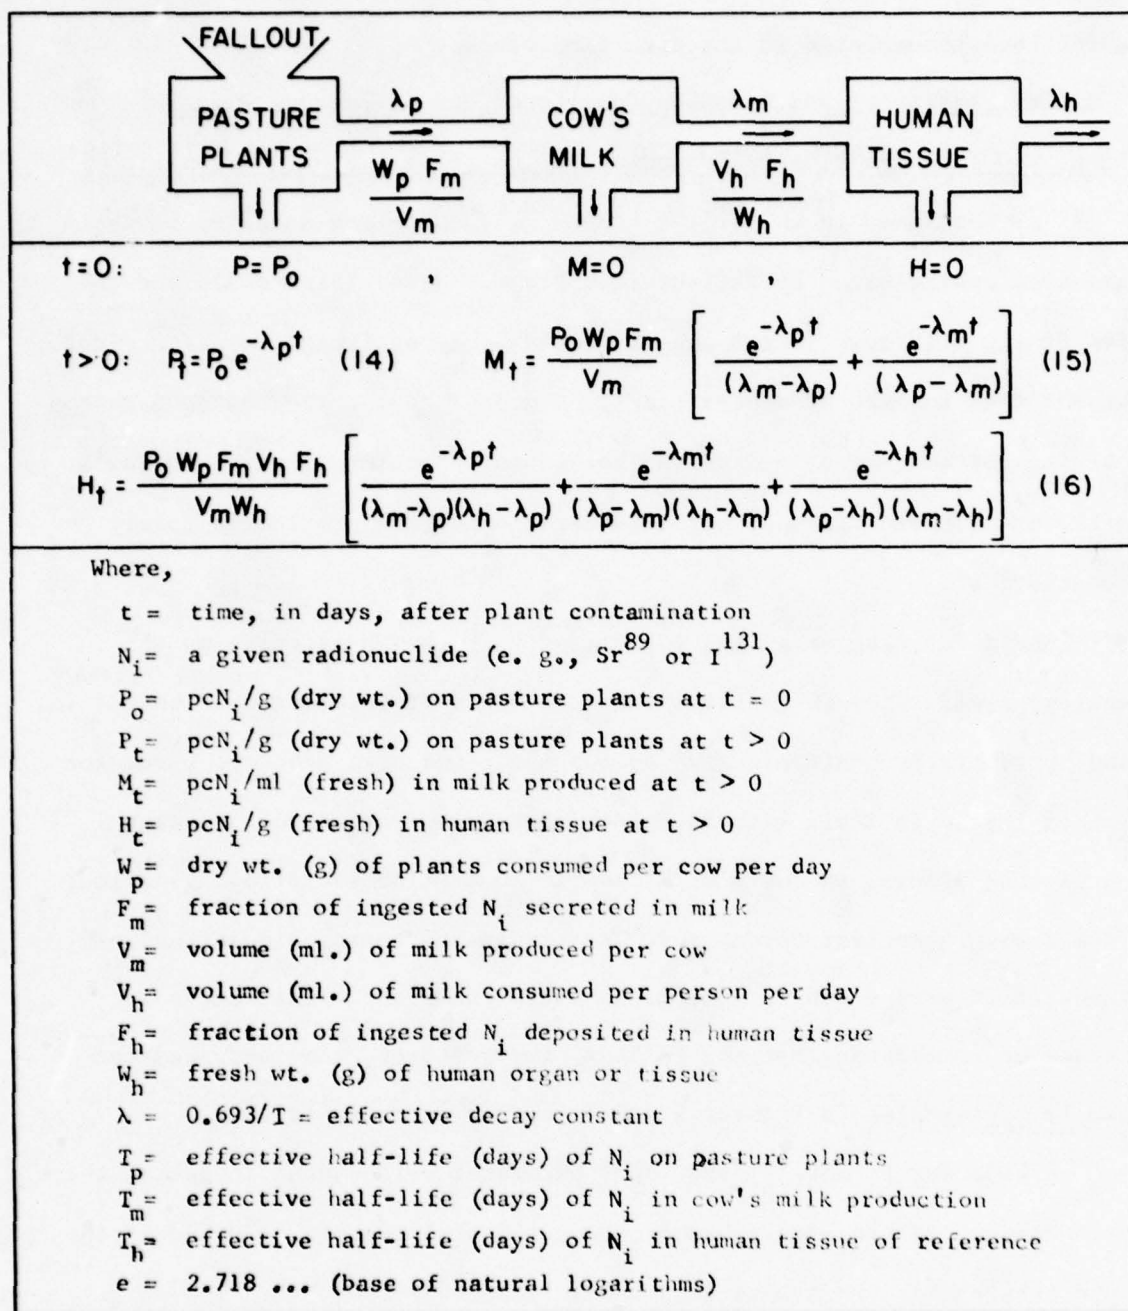 FALLOUT
PASTURE PLANTS
λp
Wp Fm / Vm
COW'S MILK
λm
Vh Fh / Wh
HUMAN TISSUE
λh
t=0: P=Po , M=0 , H=0
t>0: Pt=Po e^-λpt (14) Mt = Po Wp Fm / Vm [ e^-λpt / (λm-λp) + e^-λmt / (λp-λm) ] (15)
Ht = Po Wp Fm Vh Fh / VmWh [ e^-λpt / (λm-λp)(λh-λp) + e^-λmt / (λp-λm)(λh-λm) + e^-λht / (λp-λh)(λm-λh) ] (16)
Where,
t = time, in days, after plant contamination
Ni= a given radionuclide (e. g., Sr^89 or I^131)
Po= pcNi/g (dry wt.) on pasture plants at t = 0
Pt= pcNi/g (dry wt.) on pasture plants at t > 0
Mt= pcNi/ml (fresh) in milk produced at t > 0
Ht= pcNi/g (fresh) in human tissue at t > 0
Wp= dry wt. (g) of plants consumed per cow per day
Fm= fraction of ingested Ni secreted in milk
Vm= volume (ml.) of milk produced per cow
Vh= volume (ml.) of milk consumed per person per day
Fh= fraction of ingested Ni deposited in human tissue
Wh= fresh wt. (g) of human organ or tissue
λ = 0.693/T = effective decay constant
Tp= effective half-life (days) of Ni on pasture plants
Tm= effective half-life (days) of Ni in cow's milk production
Th= effective half-life (days) of Ni in human tissue of reference
e = 2.718 ... (base of natural logarithms)